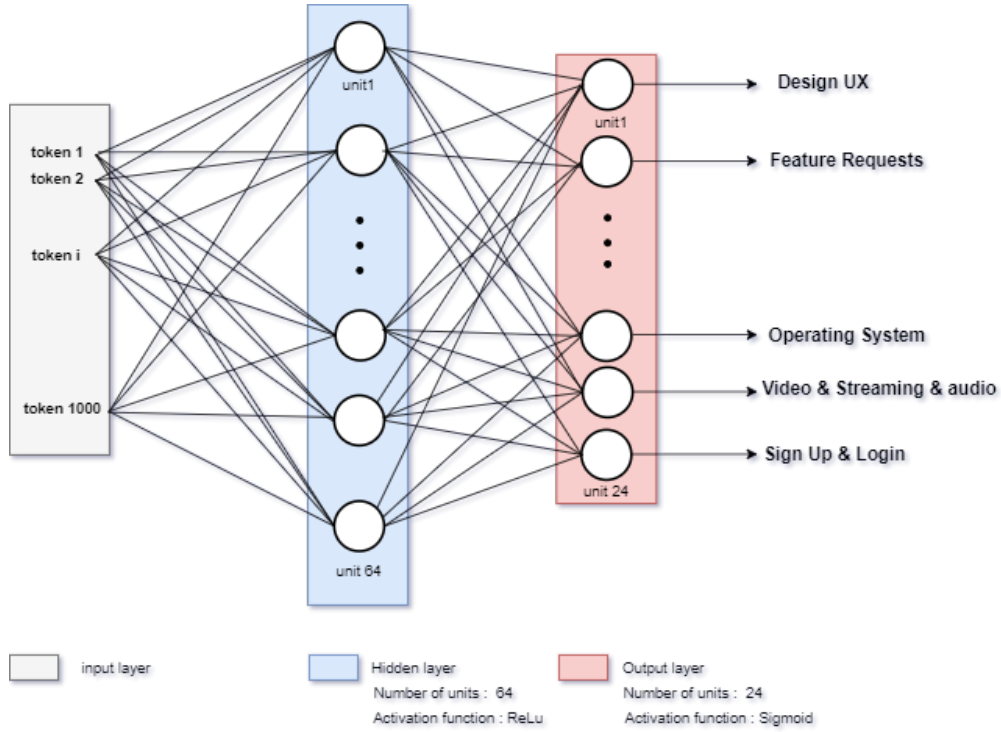 unit1
Design UX
unit1
token 1
token 2
Feature Requests
token i
Operating System
Video & Streaming & audio
token 1000
Sign Up & Login
unit 24
unit 64
input layer
Hidden layer
Number of units : 64
Activation function : ReLu
Output layer
Number of units : 24
Activation function : Sigmoid